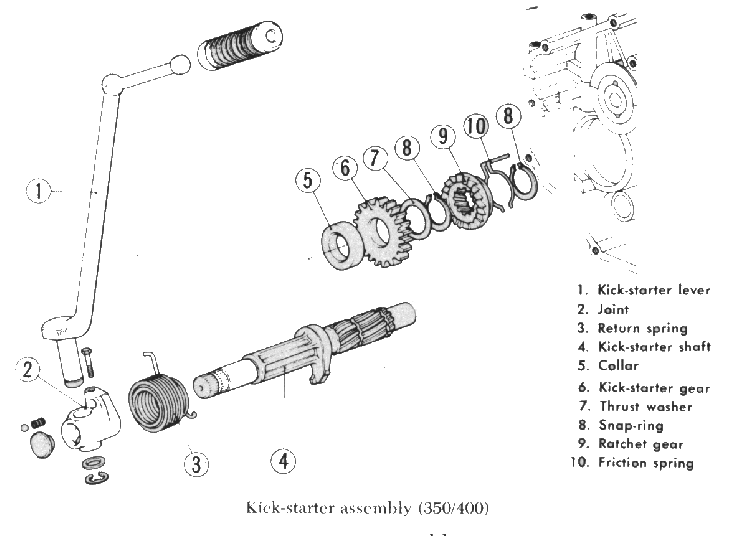 8
10
9
8
7
6
5
1
1. Kick-starter lever
2. Joint
3. Return spring
4. Kick-starter shaft
5. Collar
6. Kick-starter gear
7. Thrust washer
8. Snap-ring
9. Ratchet gear
10. Friction spring
2
3
4
Kick-starter assembly (350/400)